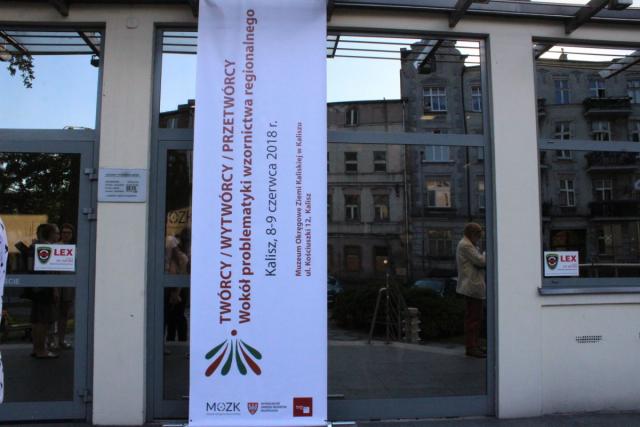 TWÓRCY / WYTWÓRCY / PRZETWÓRCY
Wokół problematyki wzornictwa regionalnego
Kalisz, 8-9 czerwca 2018 r.
Muzeum Okręgowe Ziemi Kaliskiej w Kaliszu
ul. Kościuszki 12, Kalisz
MOZK
LEX
LEX
MOZK